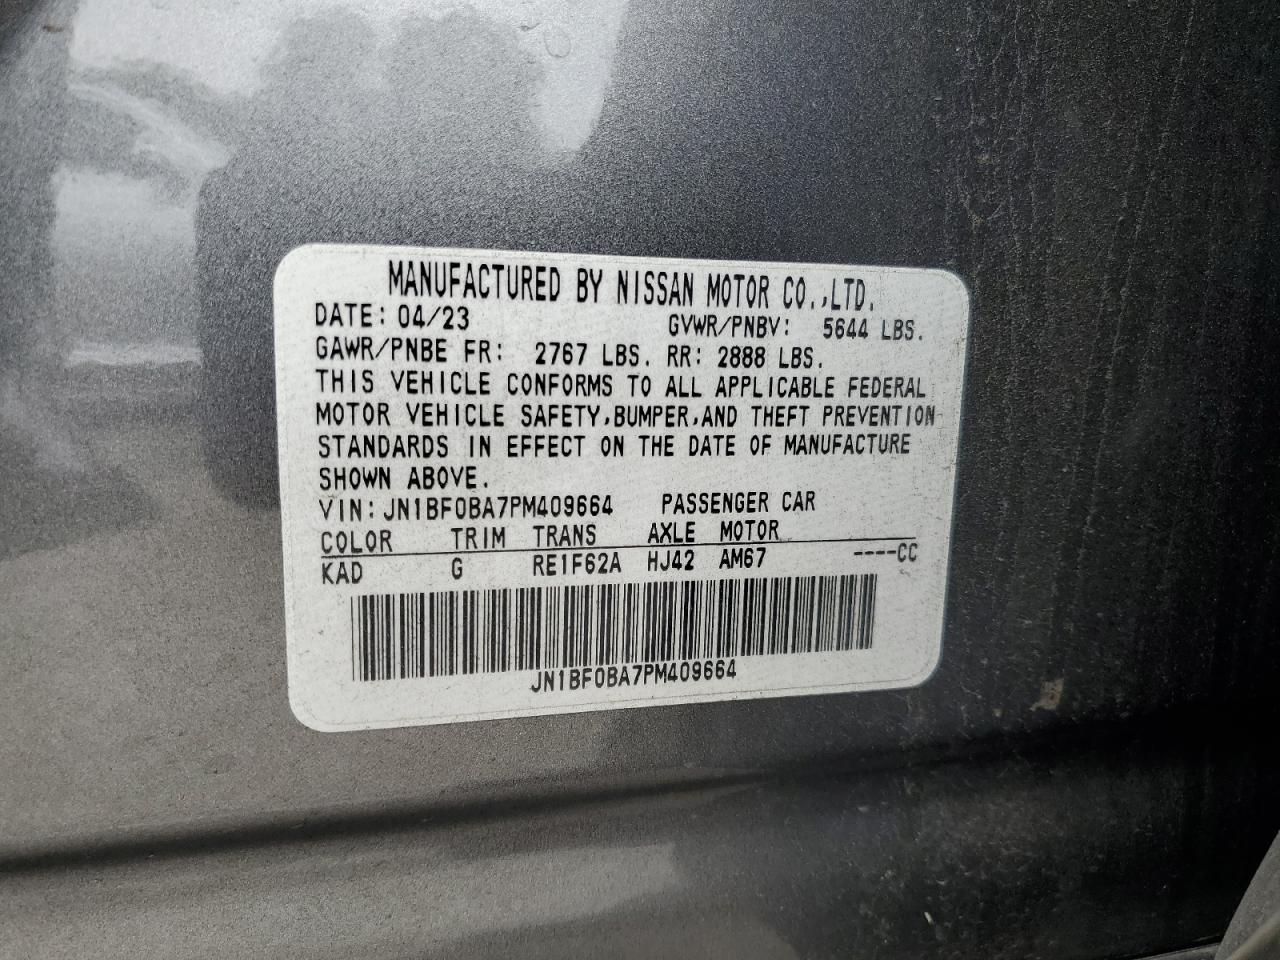 MANUFACTURED BY NISSAN MOTOR CO.,LTD.
DATE: 04/23 GVWR/PNBV: 5644 LBS.
GAWR/PNBE FR: 2767 LBS. RR: 2888 LBS.
THIS VEHICLE CONFORMS TO ALL APPLICABLE FEDERAL
MOTOR VEHICLE SAFETY,BUMPER,AND THEFT PREVENTION
STANDARDS IN EFFECT ON THE DATE OF MANUFACTURE
SHOWN ABOVE.
VIN: JN1BF0BA7PM409664 PASSENGER CAR
COLOR TRIM TRANS AXLE MOTOR
KAD G RE1F62A HJ42 AM67 ----CC
JN1BF0BA7PM409664